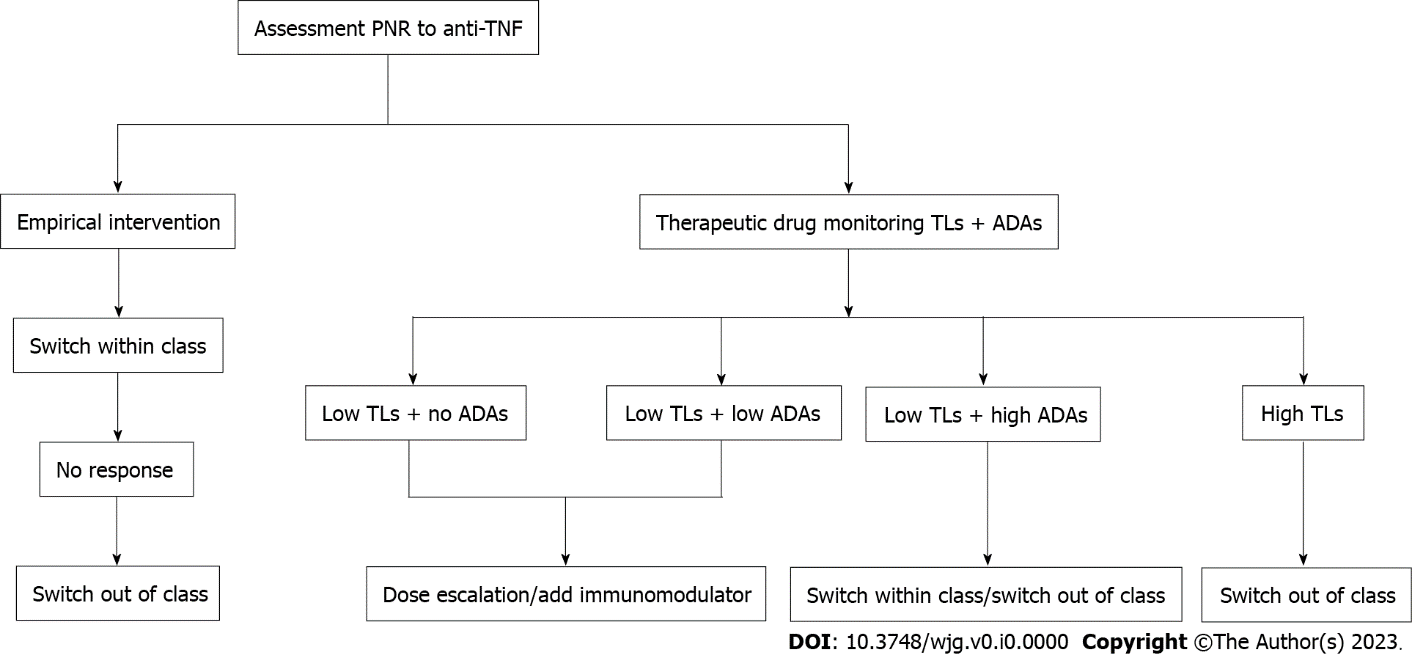 Assessment PNR to anti-TNF
Empirical intervention
Therapeutic drug monitoring TLs + ADAs
Switch within class
Low TLs + no ADAs
Low TLs + low ADAs
Low TLs + high ADAs
High TLs
No response
Switch out of class
Dose escalation/add immunomodulator
Switch within class/switch out of class
Switch out of class
DOI: 10.3748/wjg.v0.i0.0000 Copyright ©The Author(s) 2023.